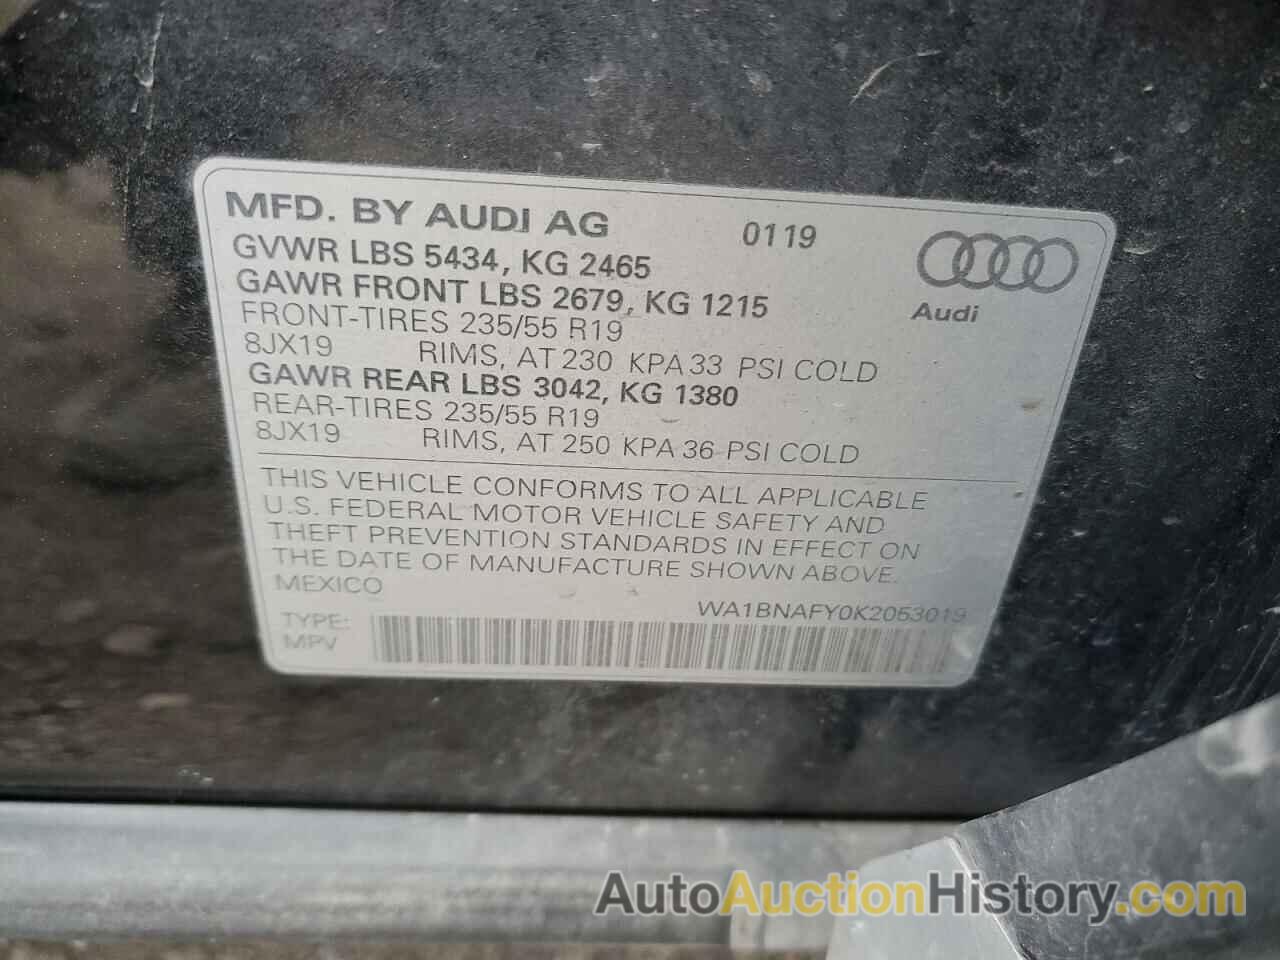 MFD. BY AUDI AG 0119
GVWR LBS 5434, KG 2465
GAWR FRONT LBS 2679, KG 1215
Audi
FRONT-TIRES 235/55 R19
8JX19 RIMS, AT 230 KPA 33 PSI COLD
GAWR REAR LBS 3042, KG 1380
REAR-TIRES 235/55 R19
8JX19 RIMS, AT 250 KPA 36 PSI COLD
THIS VEHICLE CONFORMS TO ALL APPLICABLE
U.S. FEDERAL MOTOR VEHICLE SAFETY AND
THEFT PREVENTION STANDARDS IN EFFECT ON
THE DATE OF MANUFACTURE SHOWN ABOVE.
MEXICO
WA1BNAFY0K2053019
TYPE:
MPV
AutoAuctionHistory.com